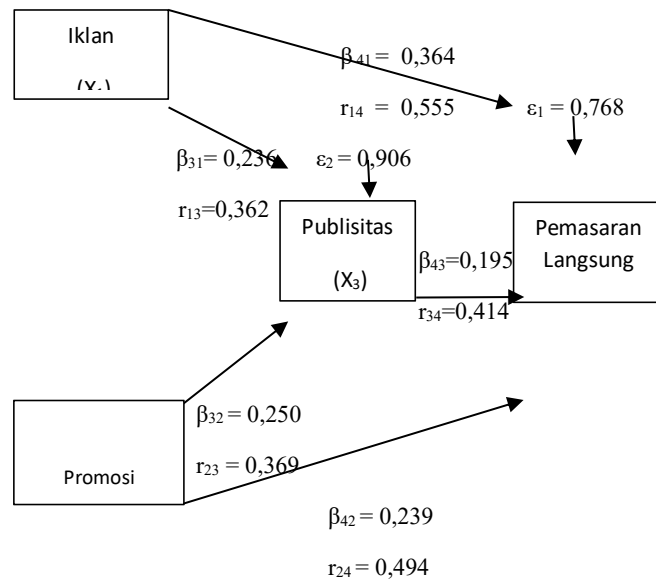 Iklan
(X₁)
β₄₁ = 0,364
r₁₄ = 0,555
ε₁ = 0,768
β₃₁= 0,236
ε₂ = 0,906
r₁₃=0,362
Publisitas
(X₃)
Pemasaran
Langsung
β₄₃=0,195
r₃₄=0,414
β₃₂ = 0,250
r₂₃ = 0,369
Promosi
β₄₂ = 0,239
r₂₄ = 0,494